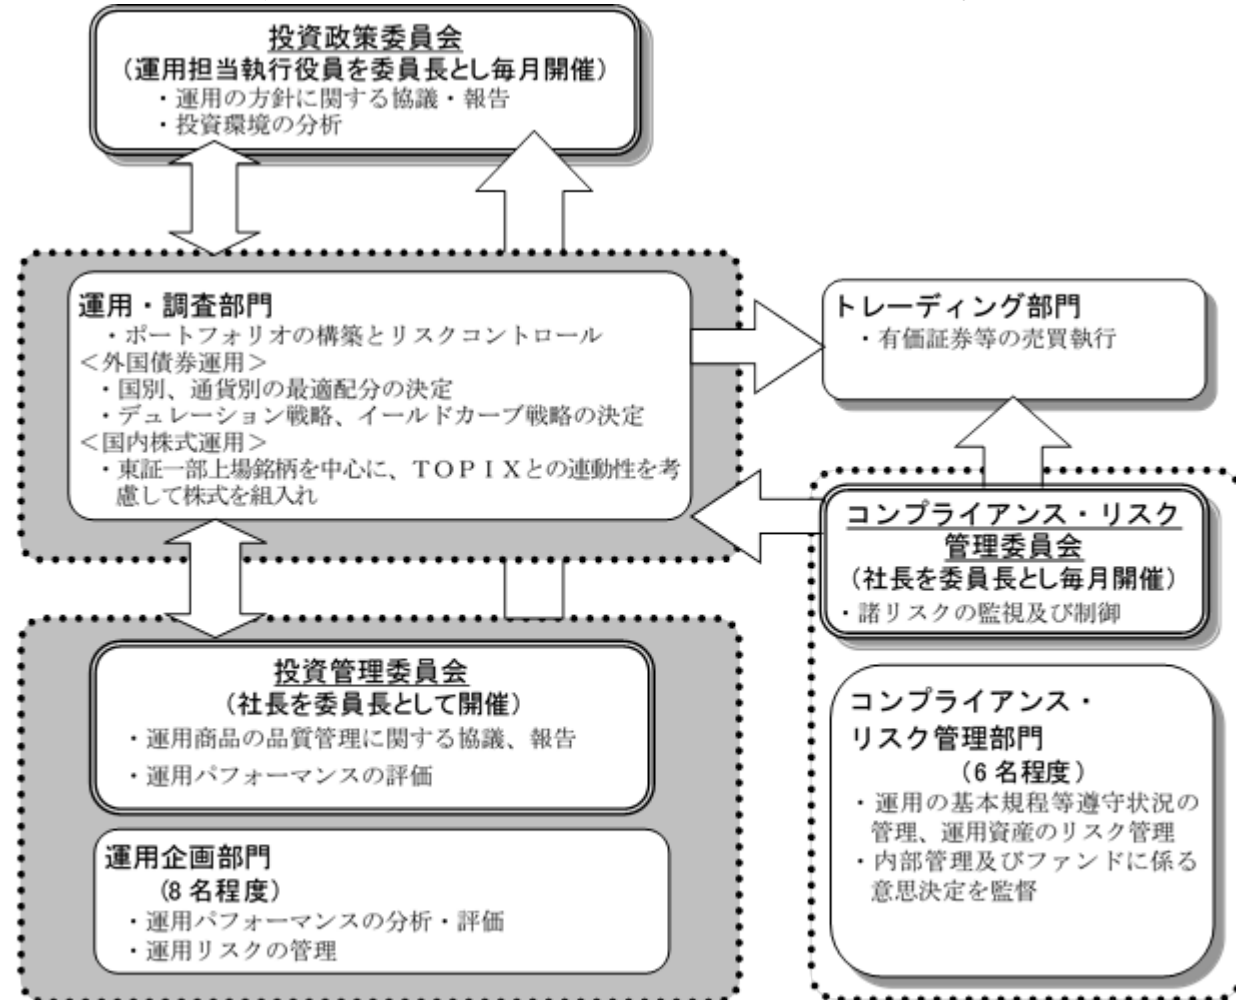 投資政策委員会
(運用担当執行役員を委員長とし毎月開催)
・運用の方針に関する協議・報告
・投資環境の分析
運用・調査部門
・ポートフォリオの構築とリスクコントロール
＜外国債券運用＞
・国別、通貨別の最適配分の決定
・デュレーション戦略、イールドカーブ戦略の決定
＜国内株式運用＞
・東証一部上場銘柄を中心に、ＴＯＰＩＸとの連動性を考
慮して株式を組入れ
トレーディング部門
・有価証券等の売買執行
コンプライアンス・リスク
管理委員会
(社長を委員長とし毎月開催)
・諸リスクの監視及び制御
投資管理委員会
(社長を委員長として開催)
・運用商品の品質管理に関する協議、報告
・運用パフォーマンスの評価
運用企画部門
(8 名程度)
・運用パフォーマンスの分析・評価
・運用リスクの管理
コンプライアンス・
リスク管理部門
(6 名程度)
・運用の基本規程等遵守状況の
管理、運用資産のリスク管理
・内部管理及びファンドに係る
意思決定を監督